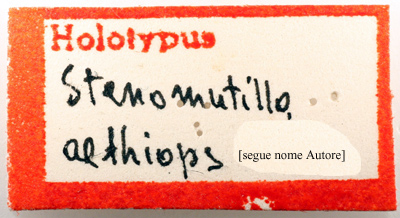 Holotypus
Stenomutilla
aethiops [segue nome Autore]